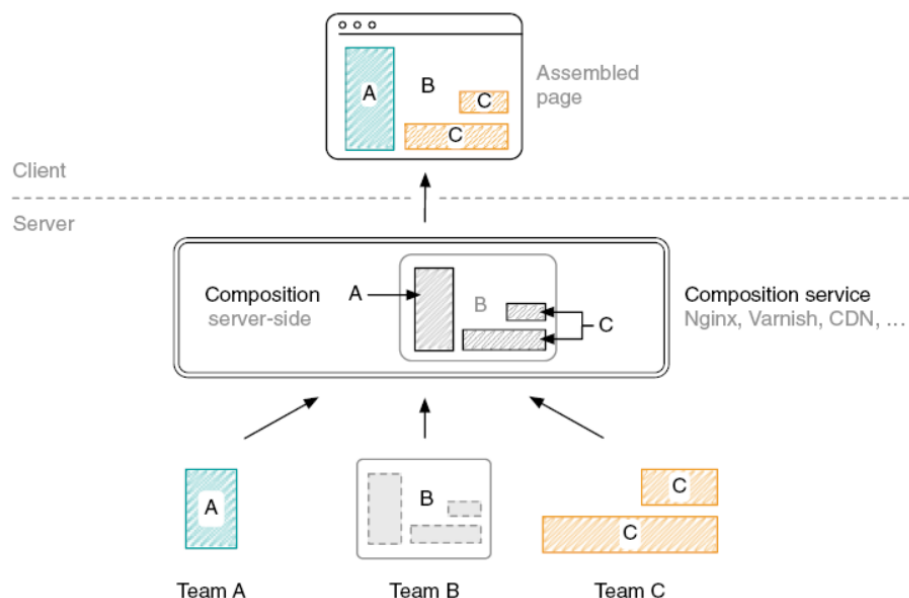 A
B
C
C
Assembled
page
Client
Server
Composition
server-side
A
B
C
Composition service
Nginx, Varnish, CDN, ...
A
B
C
C
Team A
Team B
Team C